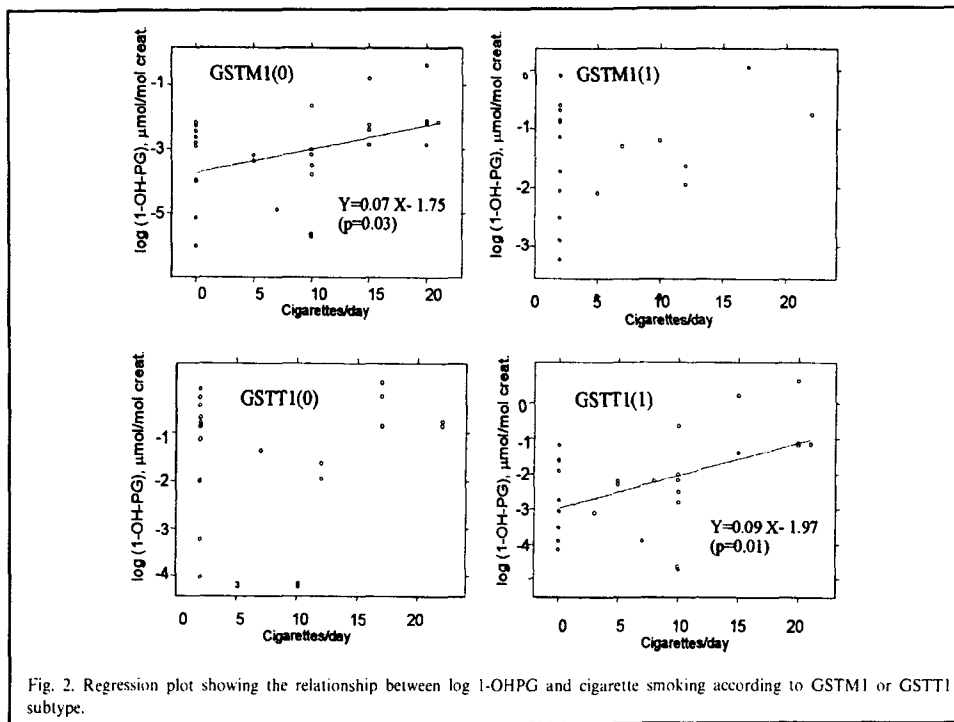 GSTM1(0)
log (1-OH-PG), µmol/mol creat.
-1
-3
-5
Y=0.07 X- 1.75
(p=0.03)
0 5 10 15 20
Cigarettes/day
GSTM1(1)
log (1-OH-PG), µmol/mol creat.
0
-1
-2
-3
0 5 10 15 20
Cigarettes/day
GSTT1(0)
log (1-OH-PG), µmol/mol creat.
-1
-2
-3
-4
0 5 10 15 20
Cigarettes/day
GSTT1(1)
log (1-OH-PG), µmol/mol creat.
0
-1
-2
-3
-4
Y=0.09 X- 1.97
(p=0.01)
0 5 10 15 20
Cigarettes/day
Fig. 2. Regression plot showing the relationship between log 1-OHPG and cigarette smoking according to GSTM1 or GSTT1
subtype.